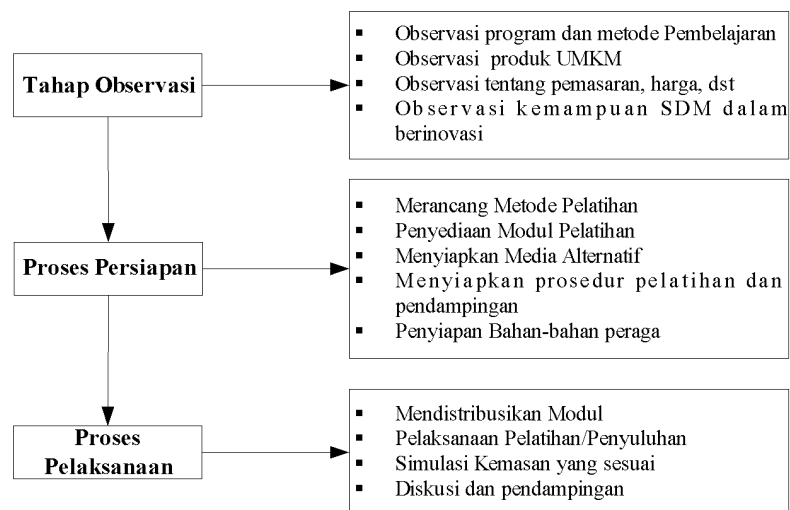 Tahap Observasi
▪ Observasi program dan metode Pembelajaran
▪ Observasi produk UMKM
▪ Observasi tentang pemasaran, harga, dst
▪ Observasi kemampuan SDM dalam
berinovasi
Proses Persiapan
▪ Merancang Metode Pelatihan
▪ Penyediaan Modul Pelatihan
▪ Menyiapkan Media Alternatif
▪ Menyiapkan prosedur pelatihan dan
pendampingan
▪ Penyiapan Bahan-bahan peraga
Proses
Pelaksanaan
▪ Mendistribusikan Modul
▪ Pelaksanaan Pelatihan/Penyuluhan
▪ Simulasi Kemasan yang sesuai
▪ Diskusi dan pendampingan